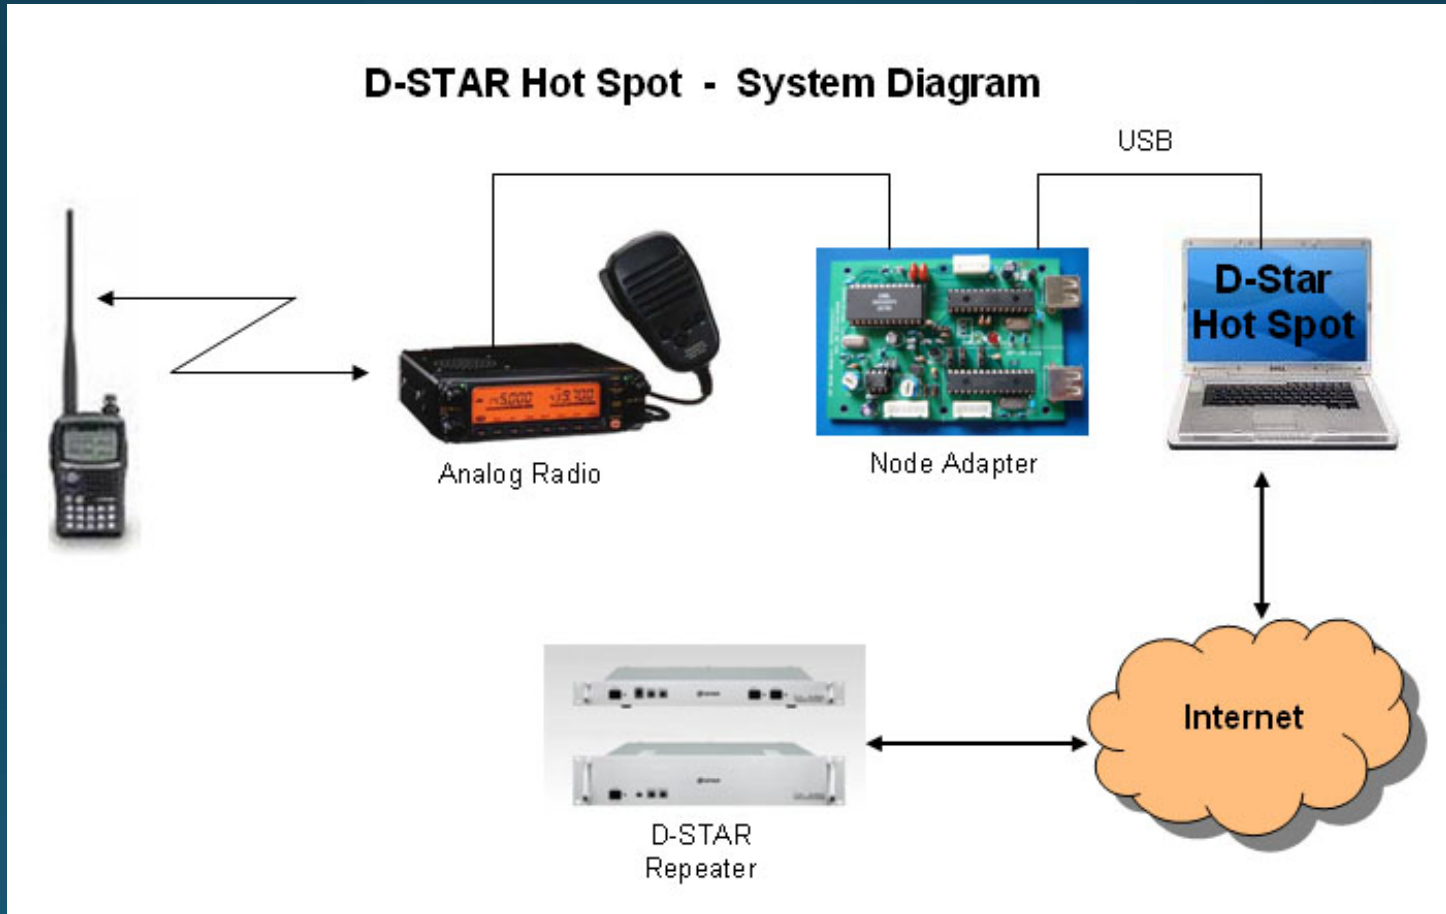 D-STAR Hot Spot - System Diagram
USB
D-Star
Hot Spot
Analog Radio
Node Adapter
Internet
D-STAR
Repeater